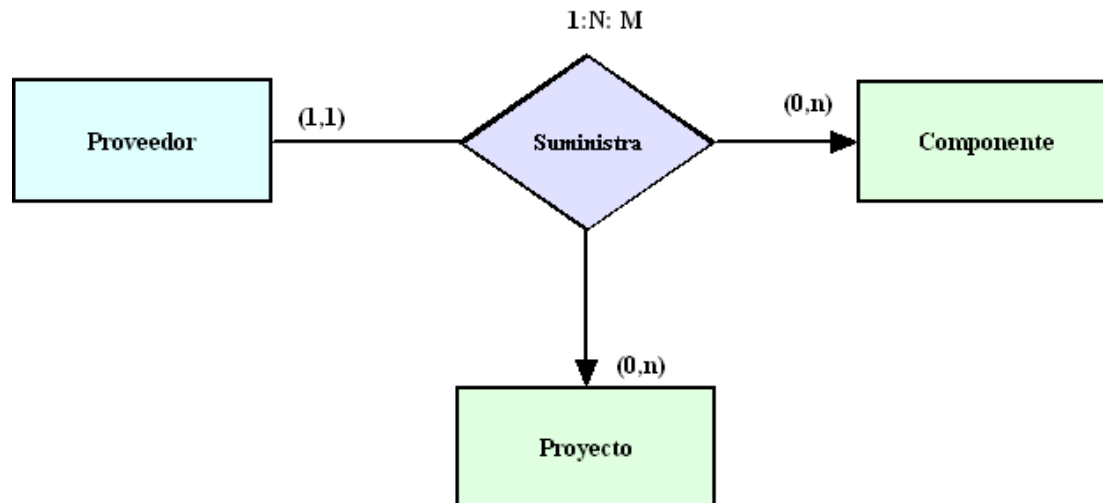 1:N: M
Proveedor
(1,1)
Suministra
(0,n)
Componente
(0,n)
Proyecto